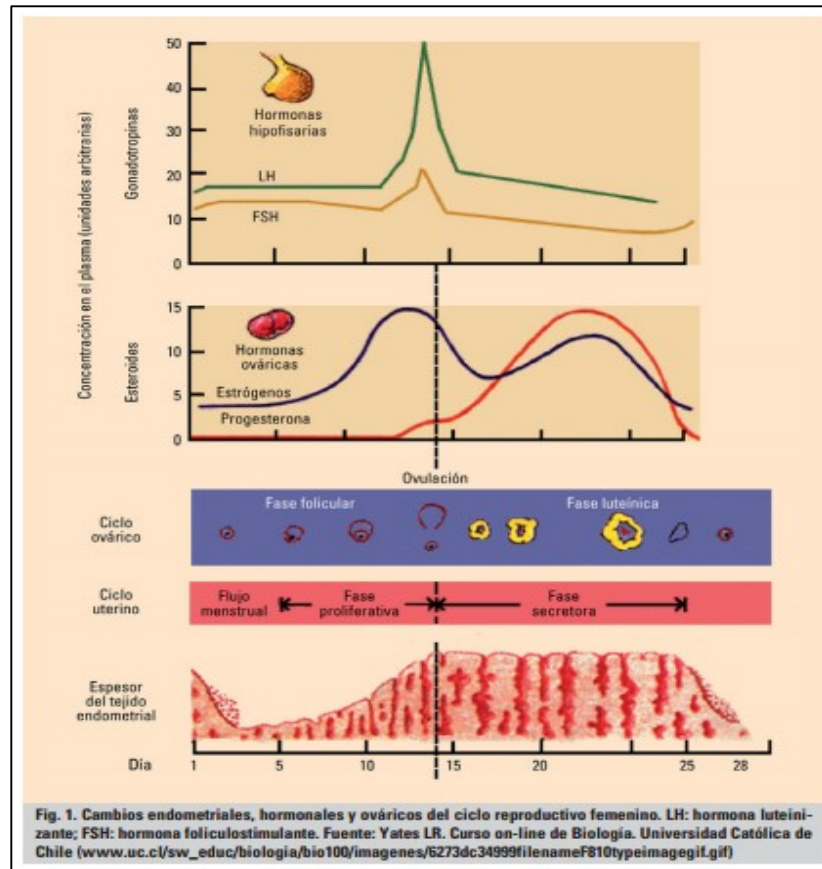 Concentración en el plasma (unidades arbitrarias)
Gonadotropinas
50
40
30
20
10
0
Hormonas
hipofisarias
LH
FSH
Esteroides
15
10
5
0
Hormonas
ováricas
Estrógenos
Progesterona
Ovulación
Ciclo
ovárico
Fase folicular
Fase luteínica
Ciclo
uterino
Flujo
menstrual
Fase
proliferativa
Fase
secretora
Espesor
del tejido
endometrial
Día
1 5 10 15 20 25 28
Fig. 1. Cambios endometriales, hormonales y ováricos del ciclo reproductivo femenino. LH: hormona luteini-
zante; FSH: hormona foliculostimulante. Fuente: Yates LR. Curso on-line de Biología. Universidad Católica de
Chile (www.uc.cl/sw_educ/biologia/bio100/imagenes/6273dc34999filenameF810typeimagegif.gif)